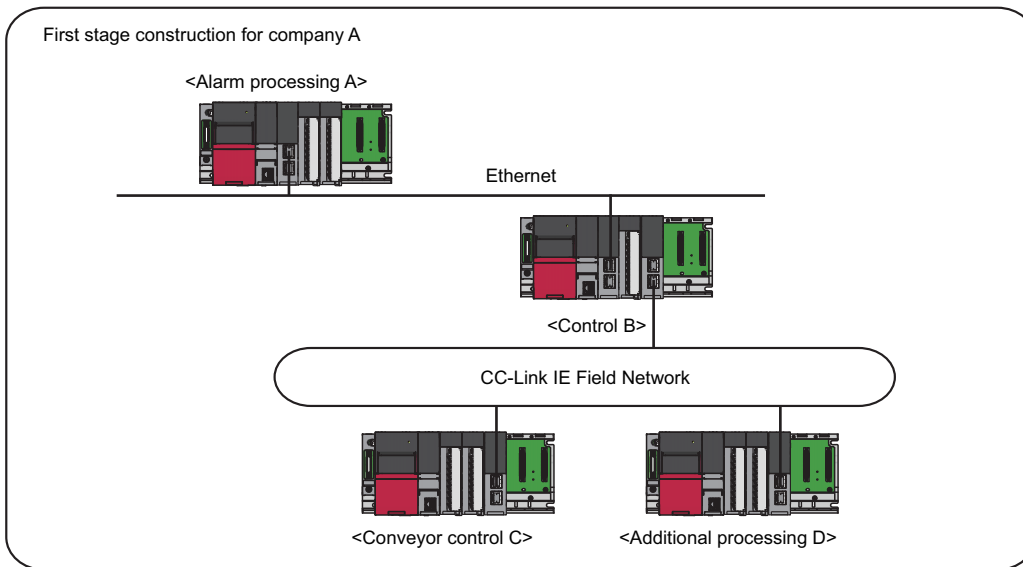 First stage construction for company A
<Alarm processing A>
Ethernet
<Control B>
CC-Link IE Field Network
<Conveyor control C>
<Additional processing D>